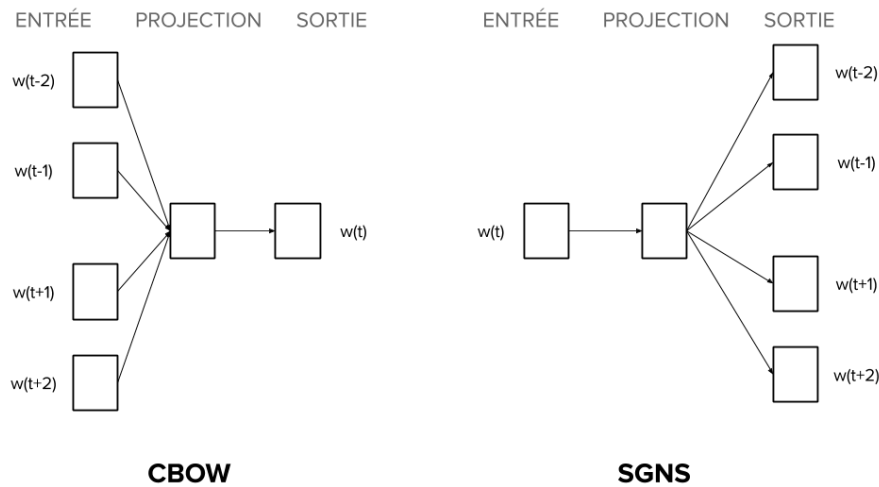 ENTRÉE PROJECTION SORTIE
w(t-2)
w(t-1)
w(t)
w(t+1)
w(t+2)
CBOW
ENTRÉE PROJECTION SORTIE
w(t-2)
w(t-1)
w(t)
w(t+1)
w(t+2)
SGNS